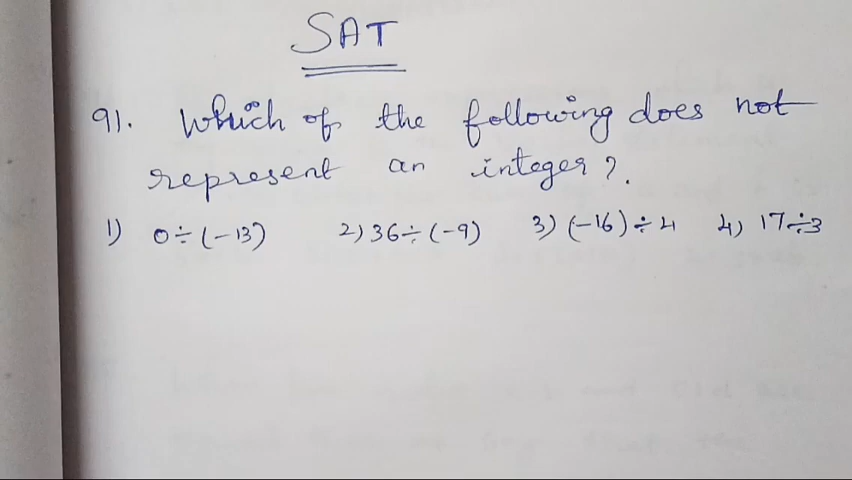 SAT
91. Which of the following does not
represent an integer?.
1) 0÷(-13) 2) 36÷(-9) 3) (-16)÷4 4) 17÷3